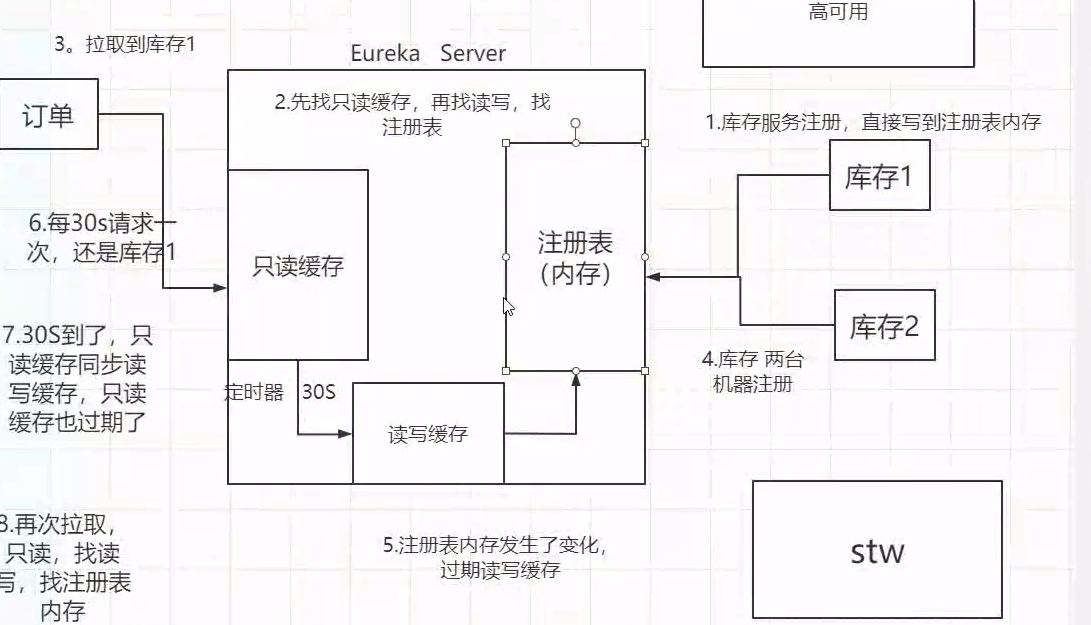 高可用
3。拉取到库存1
Eureka Server
订单
2.先找只读缓存，再找读写，找
注册表
1.库存服务注册，直接写到注册表内存
库存1
6.每30s请求一
次，还是库存1
只读缓存
注册表
（内存）
库存2
7.30S到了，只
读缓存同步读
写缓存，只读
缓存也过期了
4.库存 两台
机器注册
定时器 30S
读写缓存
8.再次拉取，
只读，找读
写，找注册表
内存
5.注册表内存发生了变化，
过期读写缓存
stw